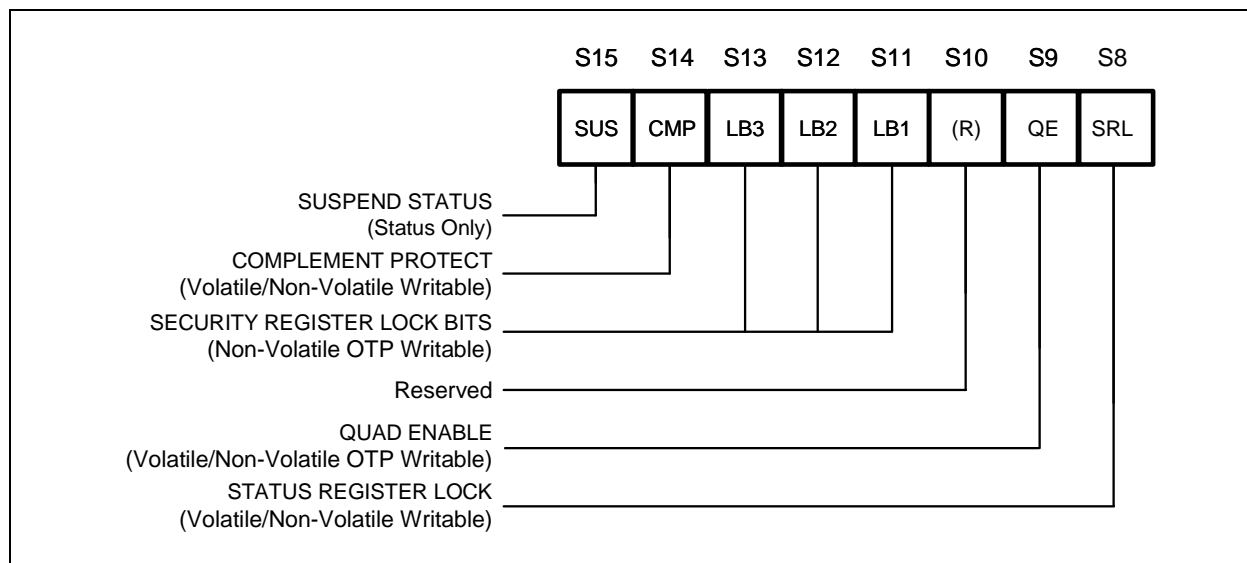 S15 S14 S13 S12 S11 S10 S9 S8
SUS CMP LB3 LB2 LB1 (R) QE SRL
SUSPEND STATUS
(Status Only)
COMPLEMENT PROTECT
(Volatile/Non-Volatile Writable)
SECURITY REGISTER LOCK BITS
(Non-Volatile OTP Writable)
Reserved
QUAD ENABLE
(Volatile/Non-Volatile OTP Writable)
STATUS REGISTER LOCK
(Volatile/Non-Volatile Writable)